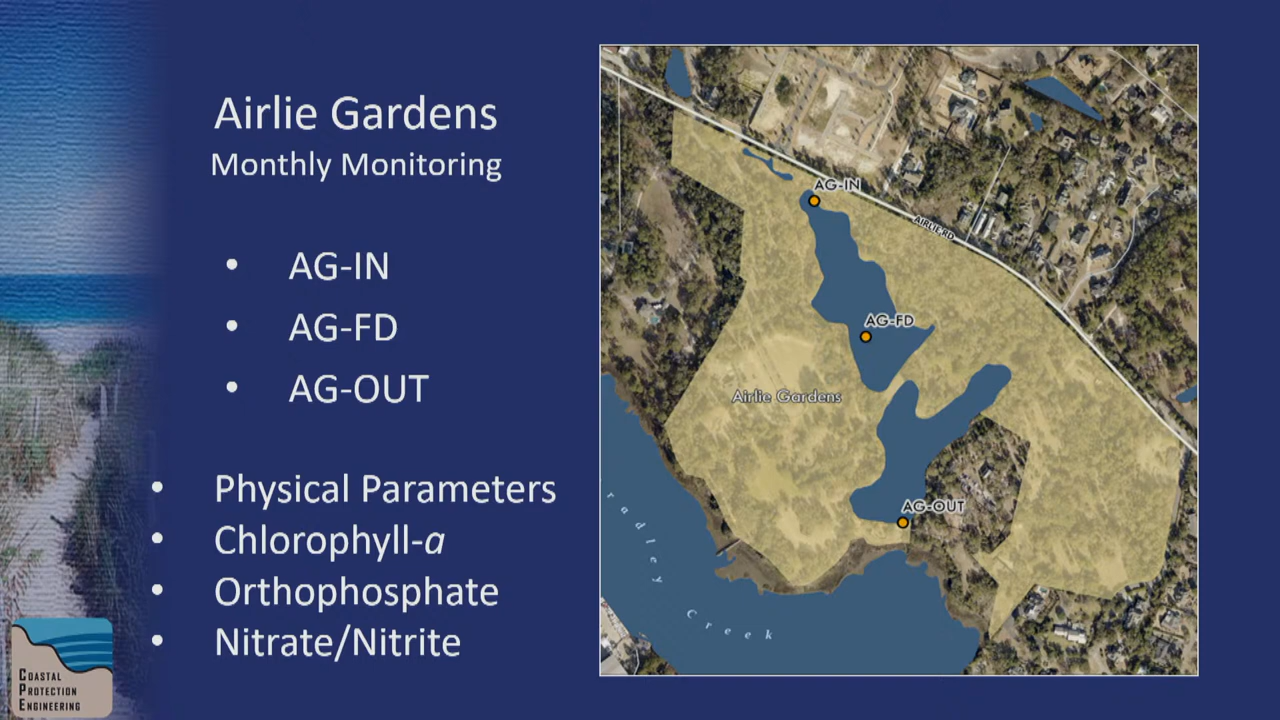 Airlie Gardens
Monthly Monitoring
• AG-IN
• AG-FD
• AG-OUT
• Physical Parameters
• Chlorophyll-a
• Orthophosphate
• Nitrate/Nitrite
COASTAL
PROTECTION
ENGINEERING
AG-IN
AIRLIE RD
AG-FD
Airlie Gardens
AG-OUT
radley Creek